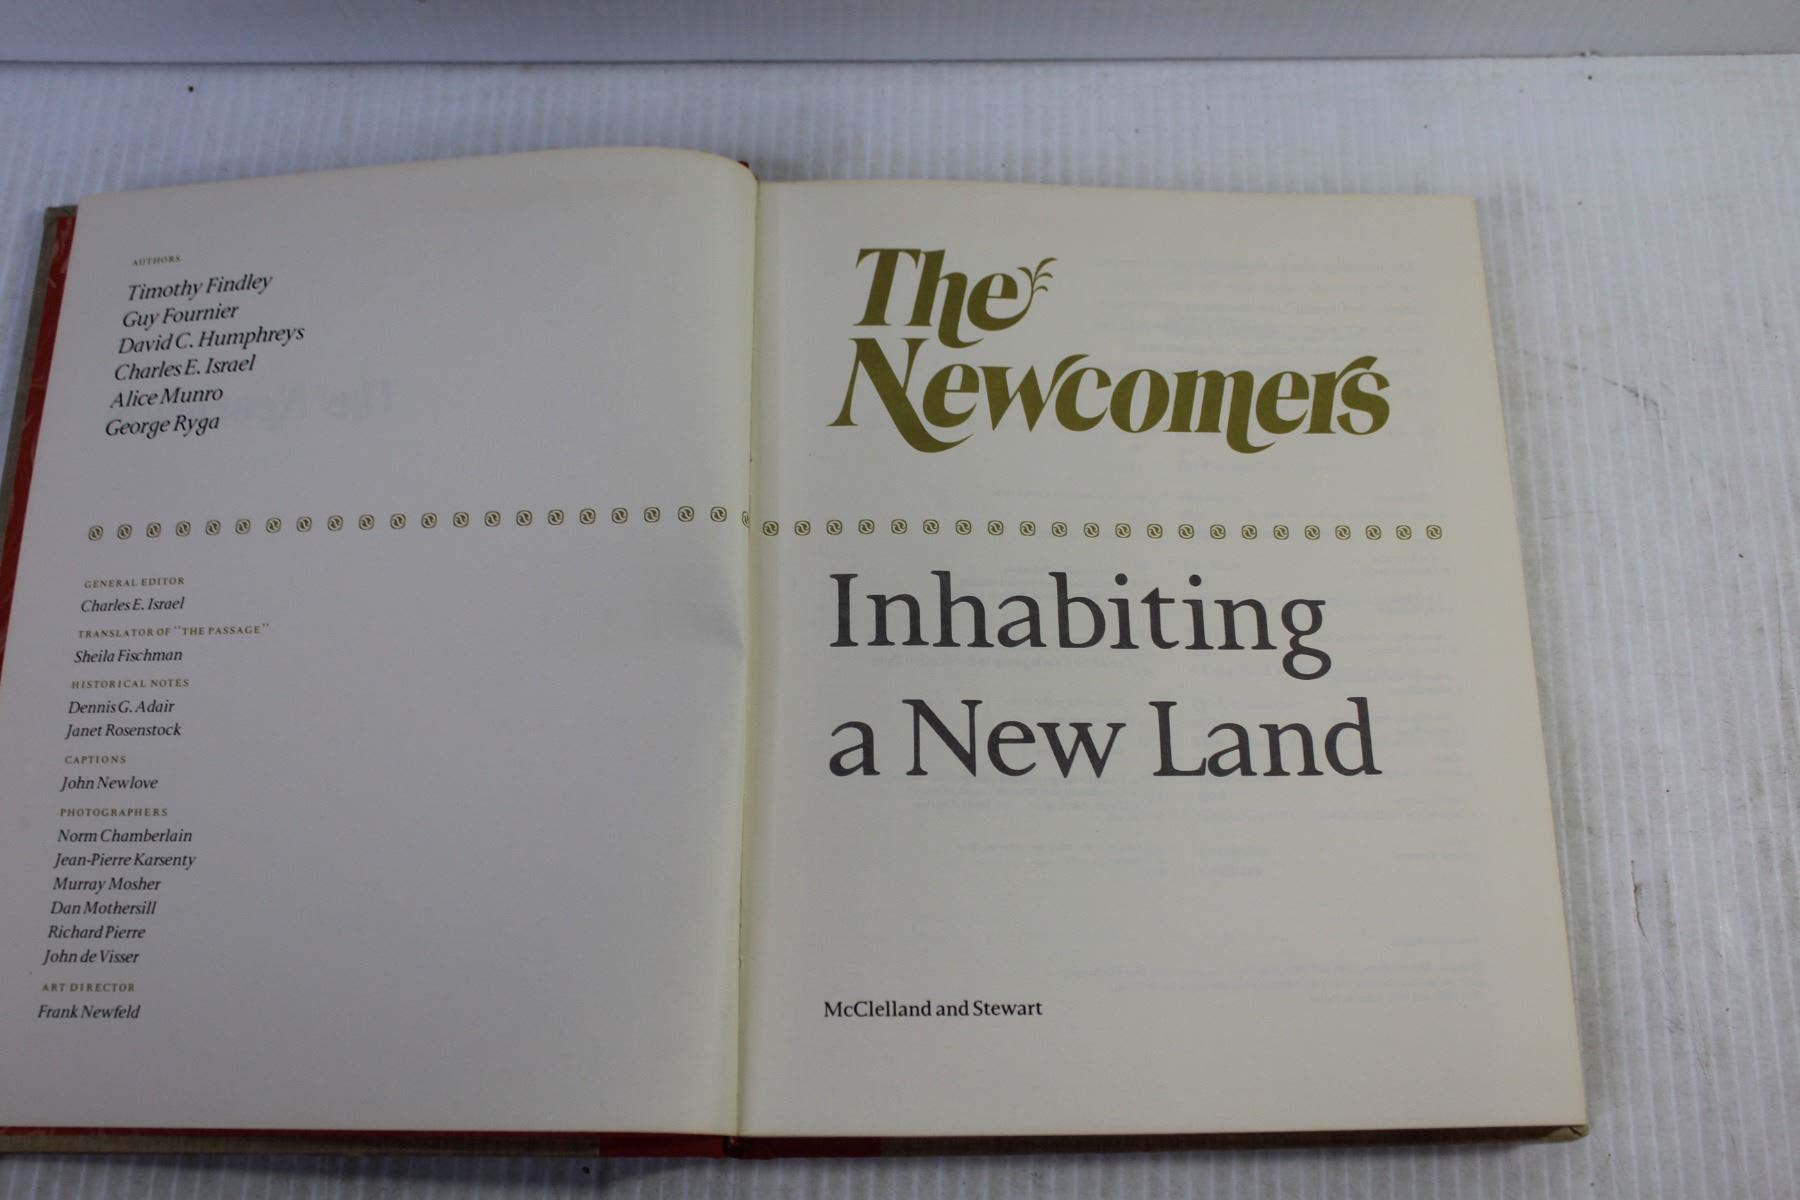 AUTHORS
Timothy Findley
Guy Fournier
David C. Humphreys
Charles E. Israel
Alice Munro
George Ryga
GENERAL EDITOR
Charles E. Israel
TRANSLATOR OF "THE PASSAGE"
Sheila Fischman
HISTORICAL NOTES
Dennis G. Adair
Janet Rosenstock
CAPTIONS
John Newlove
PHOTOGRAPHERS
Norm Chamberlain
Jean-Pierre Karsenty
Murray Mosher
Dan Mothersill
Richard Pierre
John de Visser
ART DIRECTOR
Frank Newfeld
The
Newcomers
Inhabiting
a New Land
McClelland and Stewart